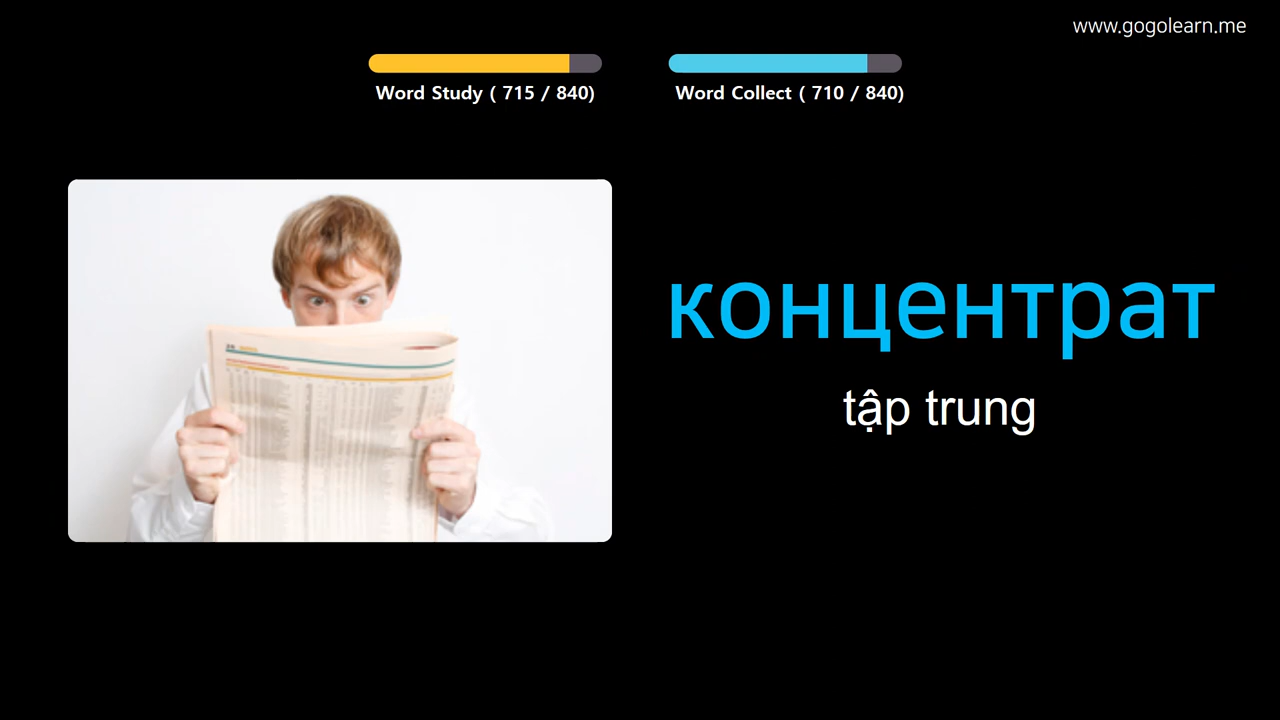 www.gogolearn.me
Word Study ( 715 / 840)
Word Collect ( 710 / 840)
концентрат
tập trung